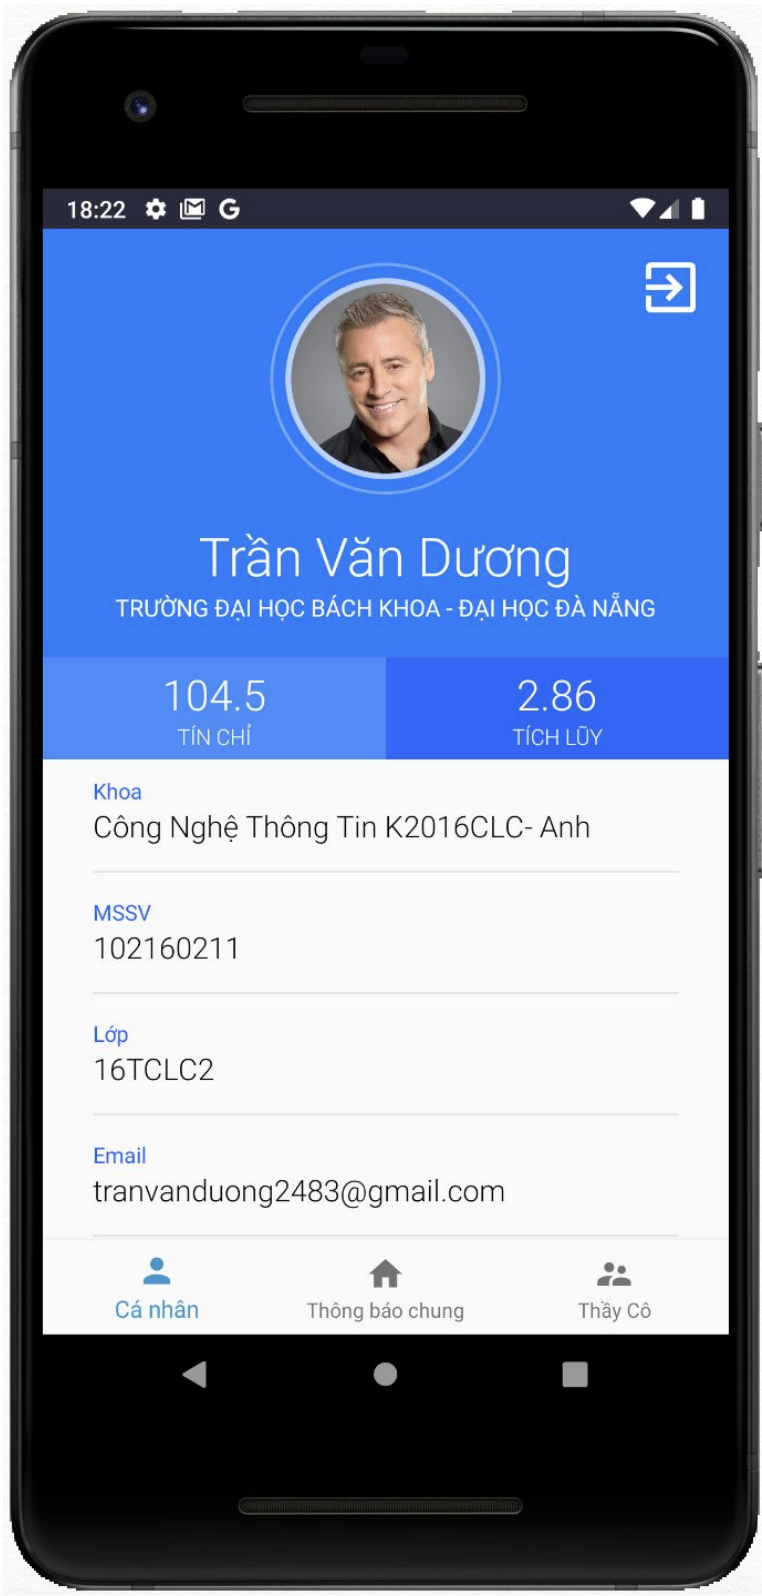 18:22 G
Trần Văn Dương
TRƯỜNG ĐẠI HỌC BÁCH KHOA - ĐẠI HỌC ĐÀ NẴNG
104.5
TÍN CHỈ
2.86
TÍCH LŨY
Khoa
Công Nghệ Thông Tin K2016CLC- Anh
MSSV
102160211
Lớp
16TCLC2
Email
tranvanduong2483@gmail.com
Cá nhân
Thông báo chung
Thầy Cô